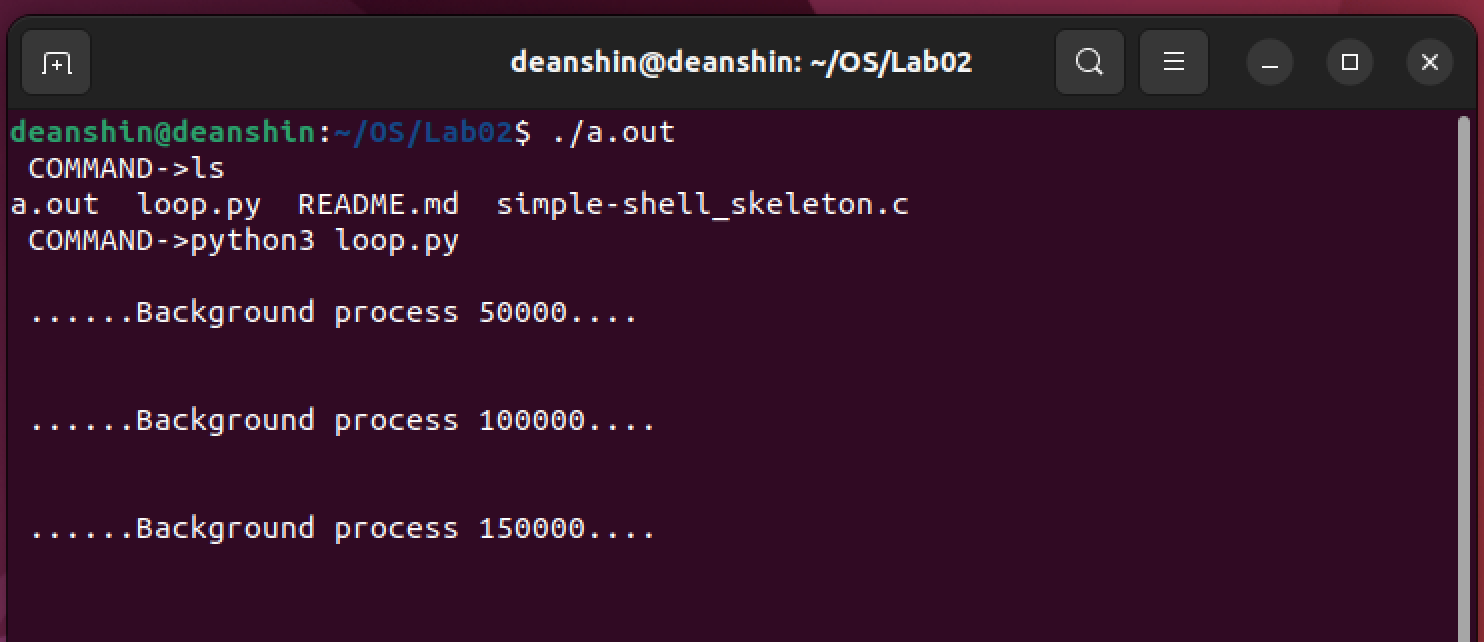 deanshin@deanshin: ~/OS/Lab02
deanshin@deanshin:~/OS/Lab02$ ./a.out
 COMMAND->ls
a.out  loop.py  README.md  simple-shell_skeleton.c
 COMMAND->python3 loop.py
 ......Background process 50000....
 ......Background process 100000....
 ......Background process 150000....